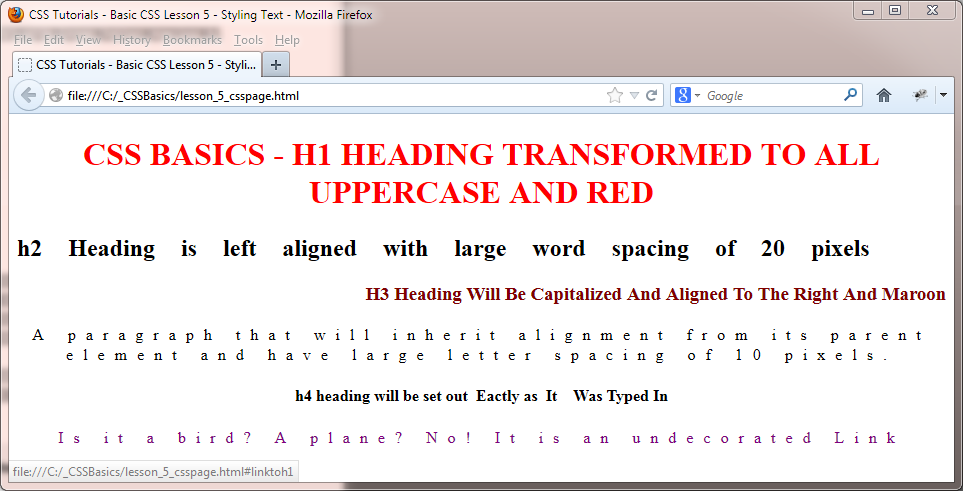 CSS Tutorials - Basic CSS Lesson 5 - Styling Text - Mozilla Firefox
File Edit View History Bookmarks Tools Help
CSS Tutorials - Basic CSS Lesson 5 - Styli...
file:///C:/_CSSBasics/lesson_5_csspage.html
Google
CSS BASICS - H1 HEADING TRANSFORMED TO ALL
UPPERCASE AND RED
h2 Heading is left aligned with large word spacing of 20 pixels
H3 Heading Will Be Capitalized And Aligned To The Right And Maroon
A paragraph that will inherit alignment from its parent
element and have large letter spacing of 10 pixels.
h4 heading will be set out  Eactly as  It    Was Typed In
Is it a bird? A plane? No! It is an undecorated Link
file:///C:/_CSSBasics/lesson_5_csspage.html#linktoh1